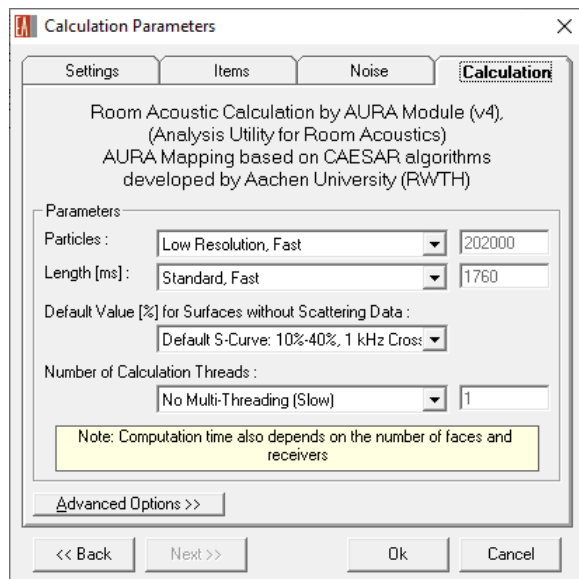 Calculation Parameters
Settings
Items
Noise
Calculation
Room Acoustic Calculation by AURA Module (v4),
(Analysis Utility for Room Acoustics)
AURA Mapping based on CAESAR algorithms
developed by Aachen University (RWTH)
Parameters
Particles :
Low Resolution, Fast
202000
Length [ms] :
Standard, Fast
1760
Default Value [%] for Surfaces without Scattering Data :
Default S-Curve: 10%-40%, 1 kHz Cross
Number of Calculation Threads :
No Multi-Threading (Slow)
1
Note: Computation time also depends on the number of faces and
receivers
Advanced Options >>
<< Back
Next >>
Ok
Cancel